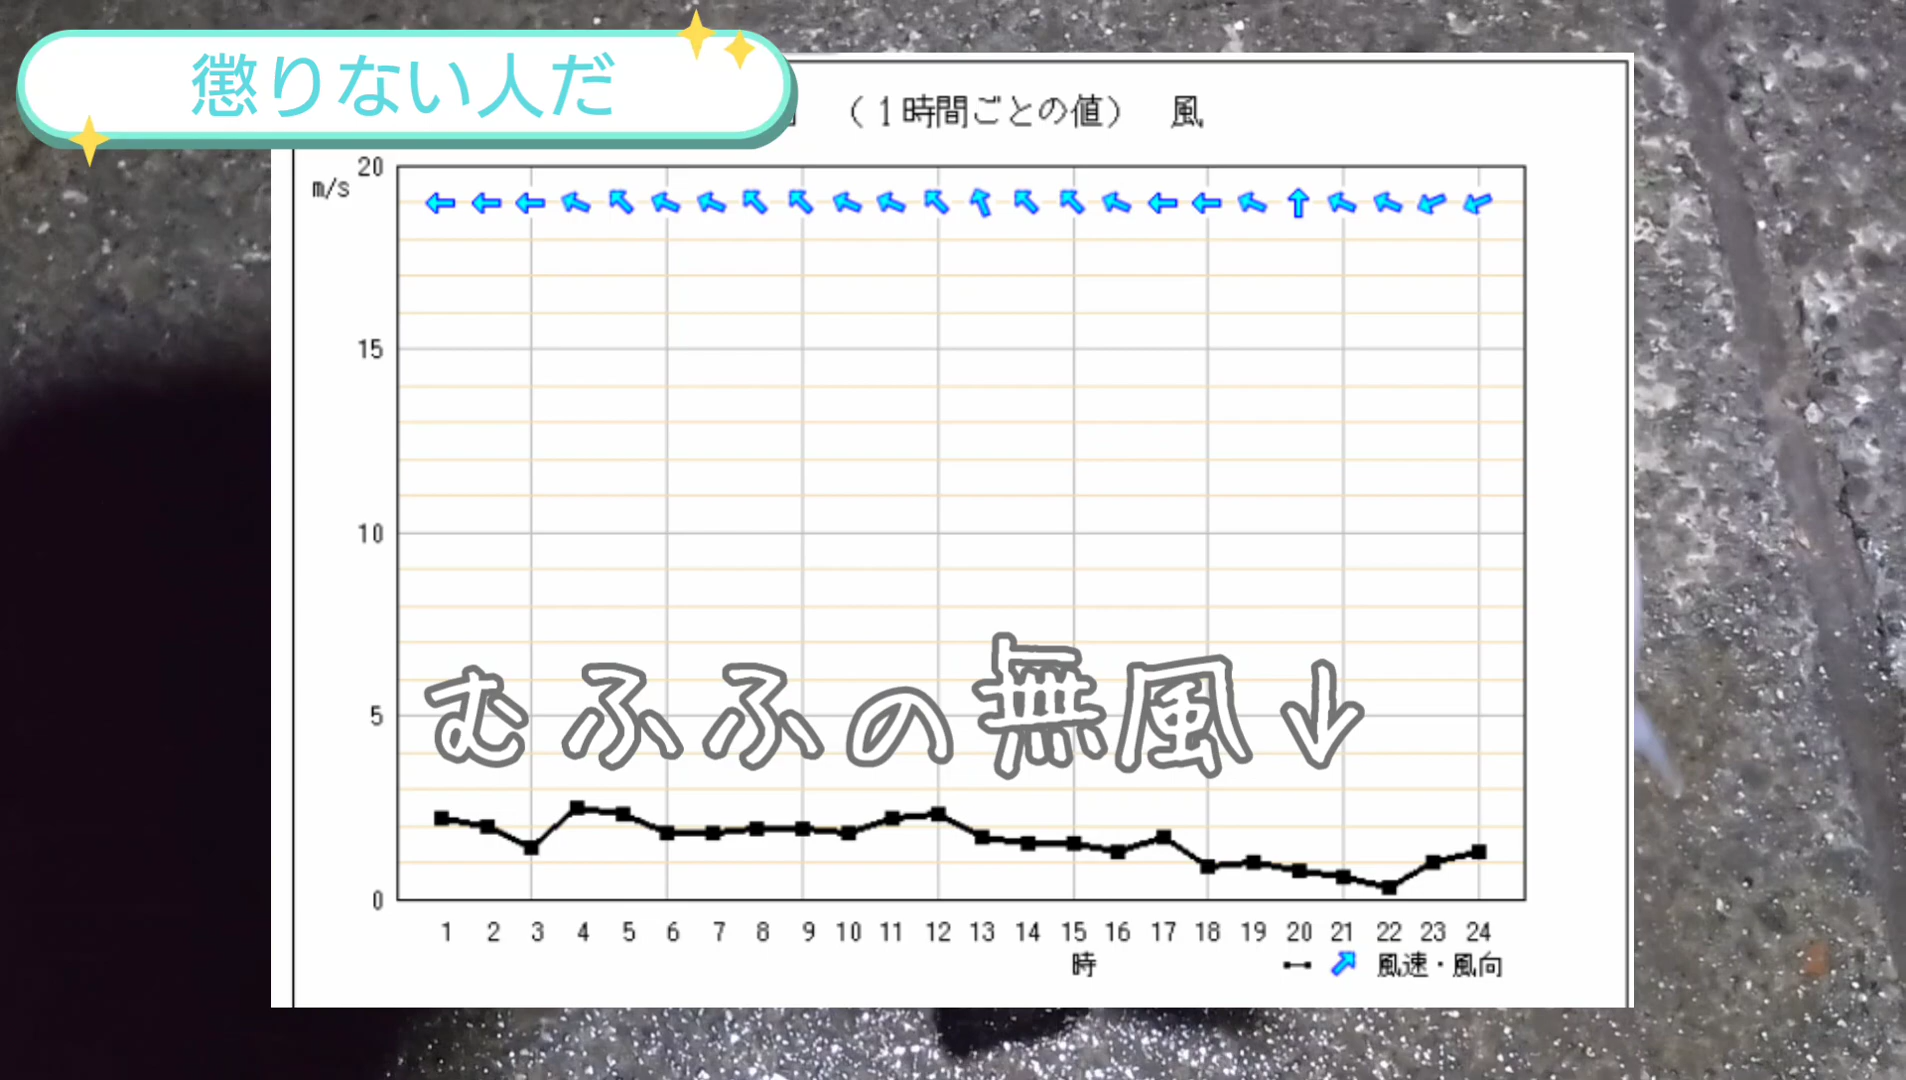 懲りない人だ
（１時間ごとの値） 風
m/s
20
15
10
5
0
むふふの無風↓
1 2 3 4 5 6 7 8 9 10 11 12 13 14 15 16 17 18 19 20 21 22 23 24
時
風速・風向